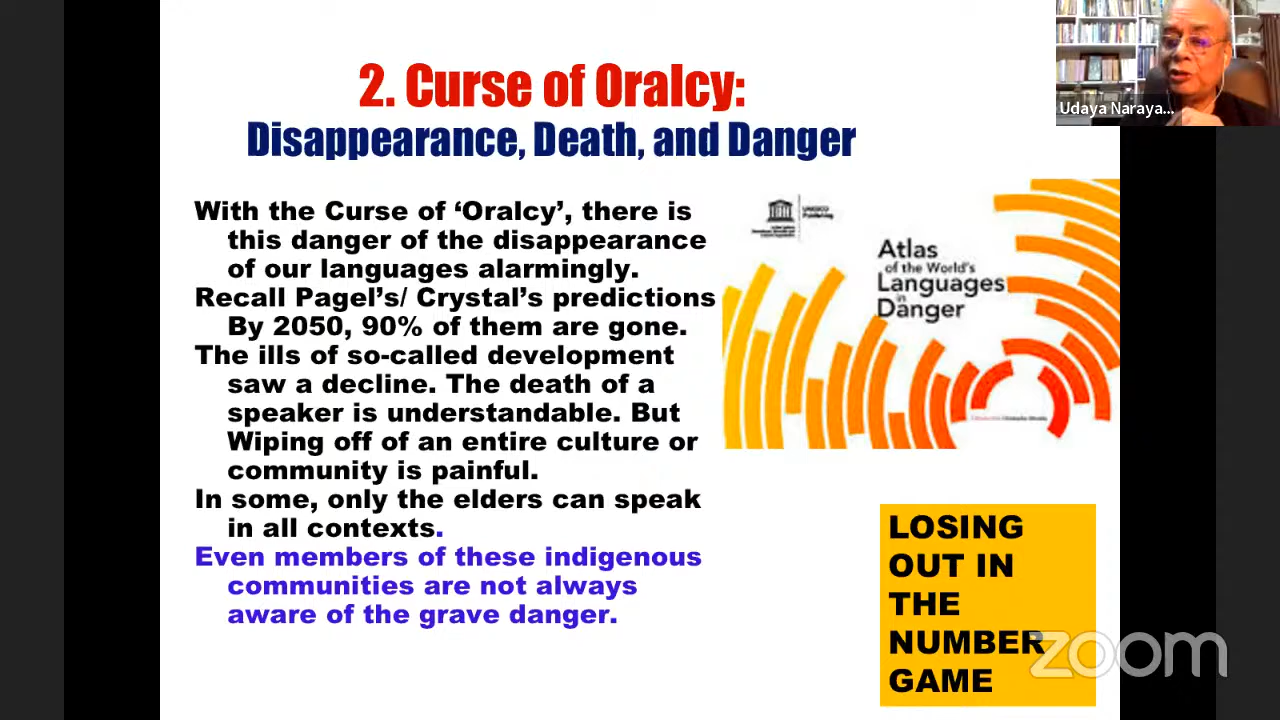 2. Curse of Oralcy:
Disappearance, Death, and Danger
Udaya Naraya...
With the Curse of ‘Oralcy’, there is
this danger of the disappearance
of our languages alarmingly.
Recall Pagel’s/ Crystal’s predictions
By 2050, 90% of them are gone.
The ills of so-called development
saw a decline. The death of a
speaker is understandable. But
Wiping off of an entire culture or
community is painful.
In some, only the elders can speak
in all contexts.
Even members of these indigenous
communities are not always
aware of the grave danger.
UNESCO
Publishing
Atlas
of the World's
Languages
in
Danger
LOSING
OUT IN
THE
NUMBER
GAME
zoom